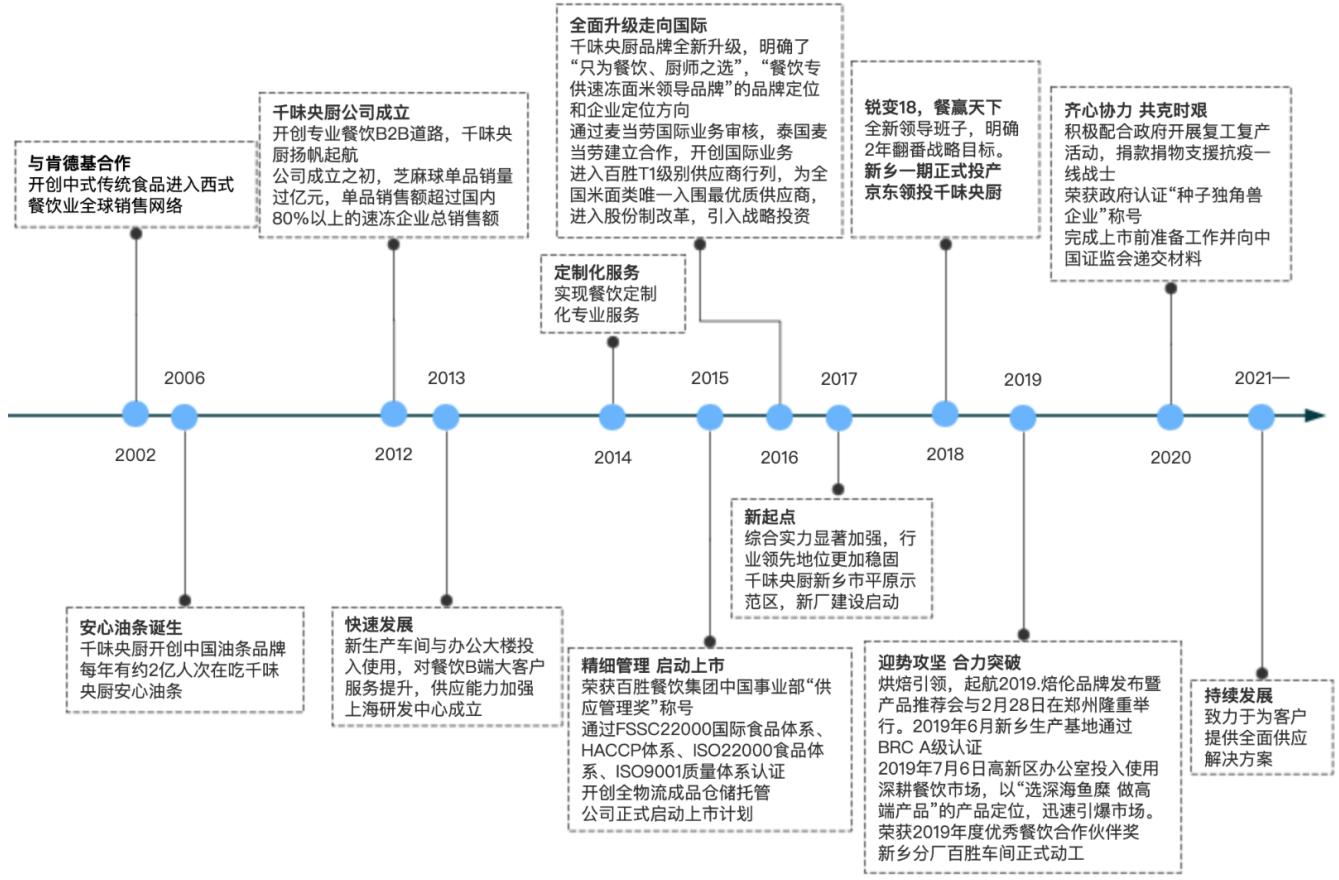 与肯德基合作
开创中式传统食品进入西式
餐饮业全球销售网络
千味央厨公司成立
开创专业餐饮B2B道路，千味央
厨扬帆起航
公司成立之初，芝麻球单品销量
过亿元，单品销售额超过国内
80%以上的速冻企业总销售额
定制化服务
实现餐饮定制
化专业服务
全面升级走向国际
千味央厨品牌全新升级，明确了
“只为餐饮、厨师之选”，“餐饮专
供速冻面米领导品牌”的品牌定位
和企业定位方向
通过麦当劳国际业务审核，泰国麦
当劳建立合作，开创国际业务
进入百胜T1级别供应商行列，为全
国米面类唯一入围最优质供应商，
进入股份制改革，引入战略投资
锐变18，餐赢天下
全新领导班子，明确
2年翻番战略目标。
新乡一期正式投产
京东领投千味央厨
齐心协力 共克时艰
积极配合政府开展复工复产
活动，捐款捐物支援抗疫一
线战士
荣获政府认证“种子独角兽
企业”称号
完成上市前准备工作并向中
国证监会递交材料
2006
2013
2015
2017
2019
2021—
2002
2012
2014
2016
2018
2020
安心油条诞生
千味央厨开创中国油条品牌
每年有约2亿人次在吃千味
央厨安心油条
快速发展
新生产车间与办公大楼投
入使用，对餐饮B端大客户
服务提升，供应能力加强
上海研发中心成立
精细管理 启动上市
荣获百胜餐饮集团中国事业部“供
应管理奖”称号
通过FSSC22000国际食品体系、
HACCP体系、ISO22000食品体
系、ISO9001质量体系认证
开创全物流成品仓储托管
公司正式启动上市计划
新起点
综合实力显著加强，行
业领先地位更加稳固
千味央厨新乡市平原示
范区，新厂建设启动
迎势攻坚 合力突破
烘焙引领，起航2019.焙伦品牌发布暨
产品推荐会与2月28日在郑州隆重举
行。2019年6月新乡生产基地通过
BRC A级认证
2019年7月6日高新区办公室投入使用
深耕餐饮市场，以“选深海鱼糜 做高
端产品”的产品定位，迅速引爆市场。
荣获2019年度优秀餐饮合作伙伴奖
新乡分厂百胜车间正式动工
持续发展
致力于为客户
提供全面供应
解决方案